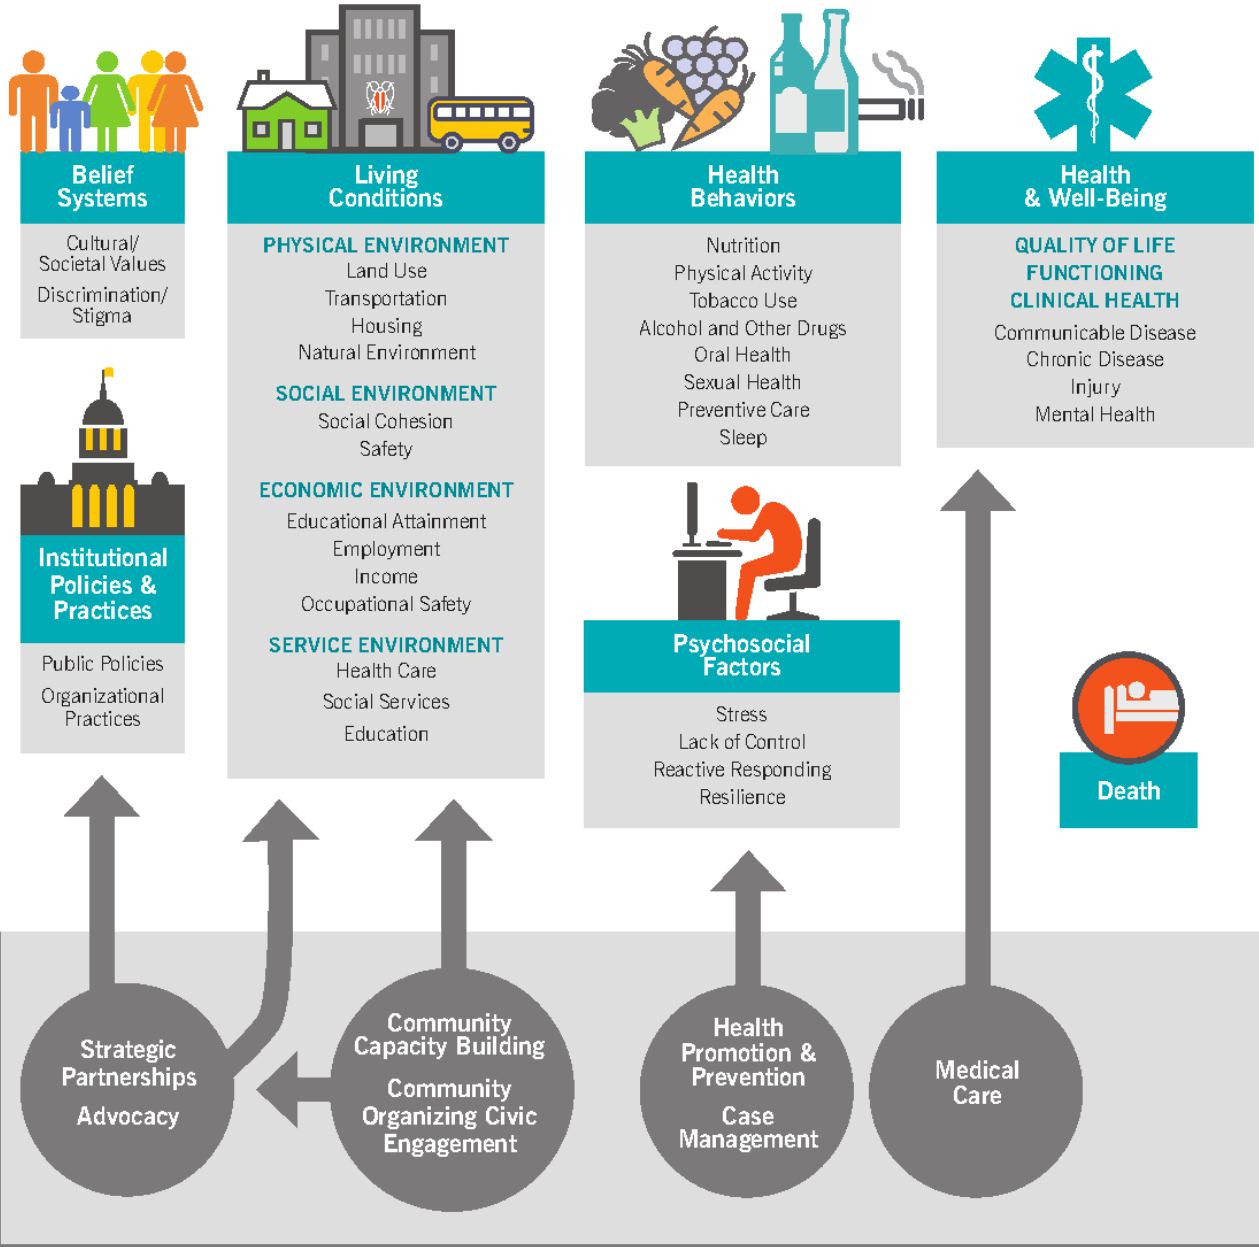 Belief
Systems
Cultural/
Societal Values
Discrimination/
Stigma
Institutional
Policies &
Practices
Public Policies
Organizational
Practices
Living
Conditions
PHYSICAL ENVIRONMENT
Land Use
Transportation
Housing
Natural Environment
SOCIAL ENVIRONMENT
Social Cohesion
Safety
ECONOMIC ENVIRONMENT
Educational Attainment
Employment
Income
Occupational Safety
SERVICE ENVIRONMENT
Health Care
Social Services
Education
Health
Behaviors
Nutrition
Physical Activity
Tobacco Use
Alcohol and Other Drugs
Oral Health
Sexual Health
Preventive Care
Sleep
Psychosocial
Factors
Stress
Lack of Control
Reactive Responding
Resilience
Health
& Well-Being
QUALITY OF LIFE
FUNCTIONING
CLINICAL HEALTH
Communicable Disease
Chronic Disease
Injury
Mental Health
Death
Strategic
Partnerships
Advocacy
Community
Capacity Building
Community
Organizing Civic
Engagement
Health
Promotion &
Prevention
Case
Management
Medical
Care